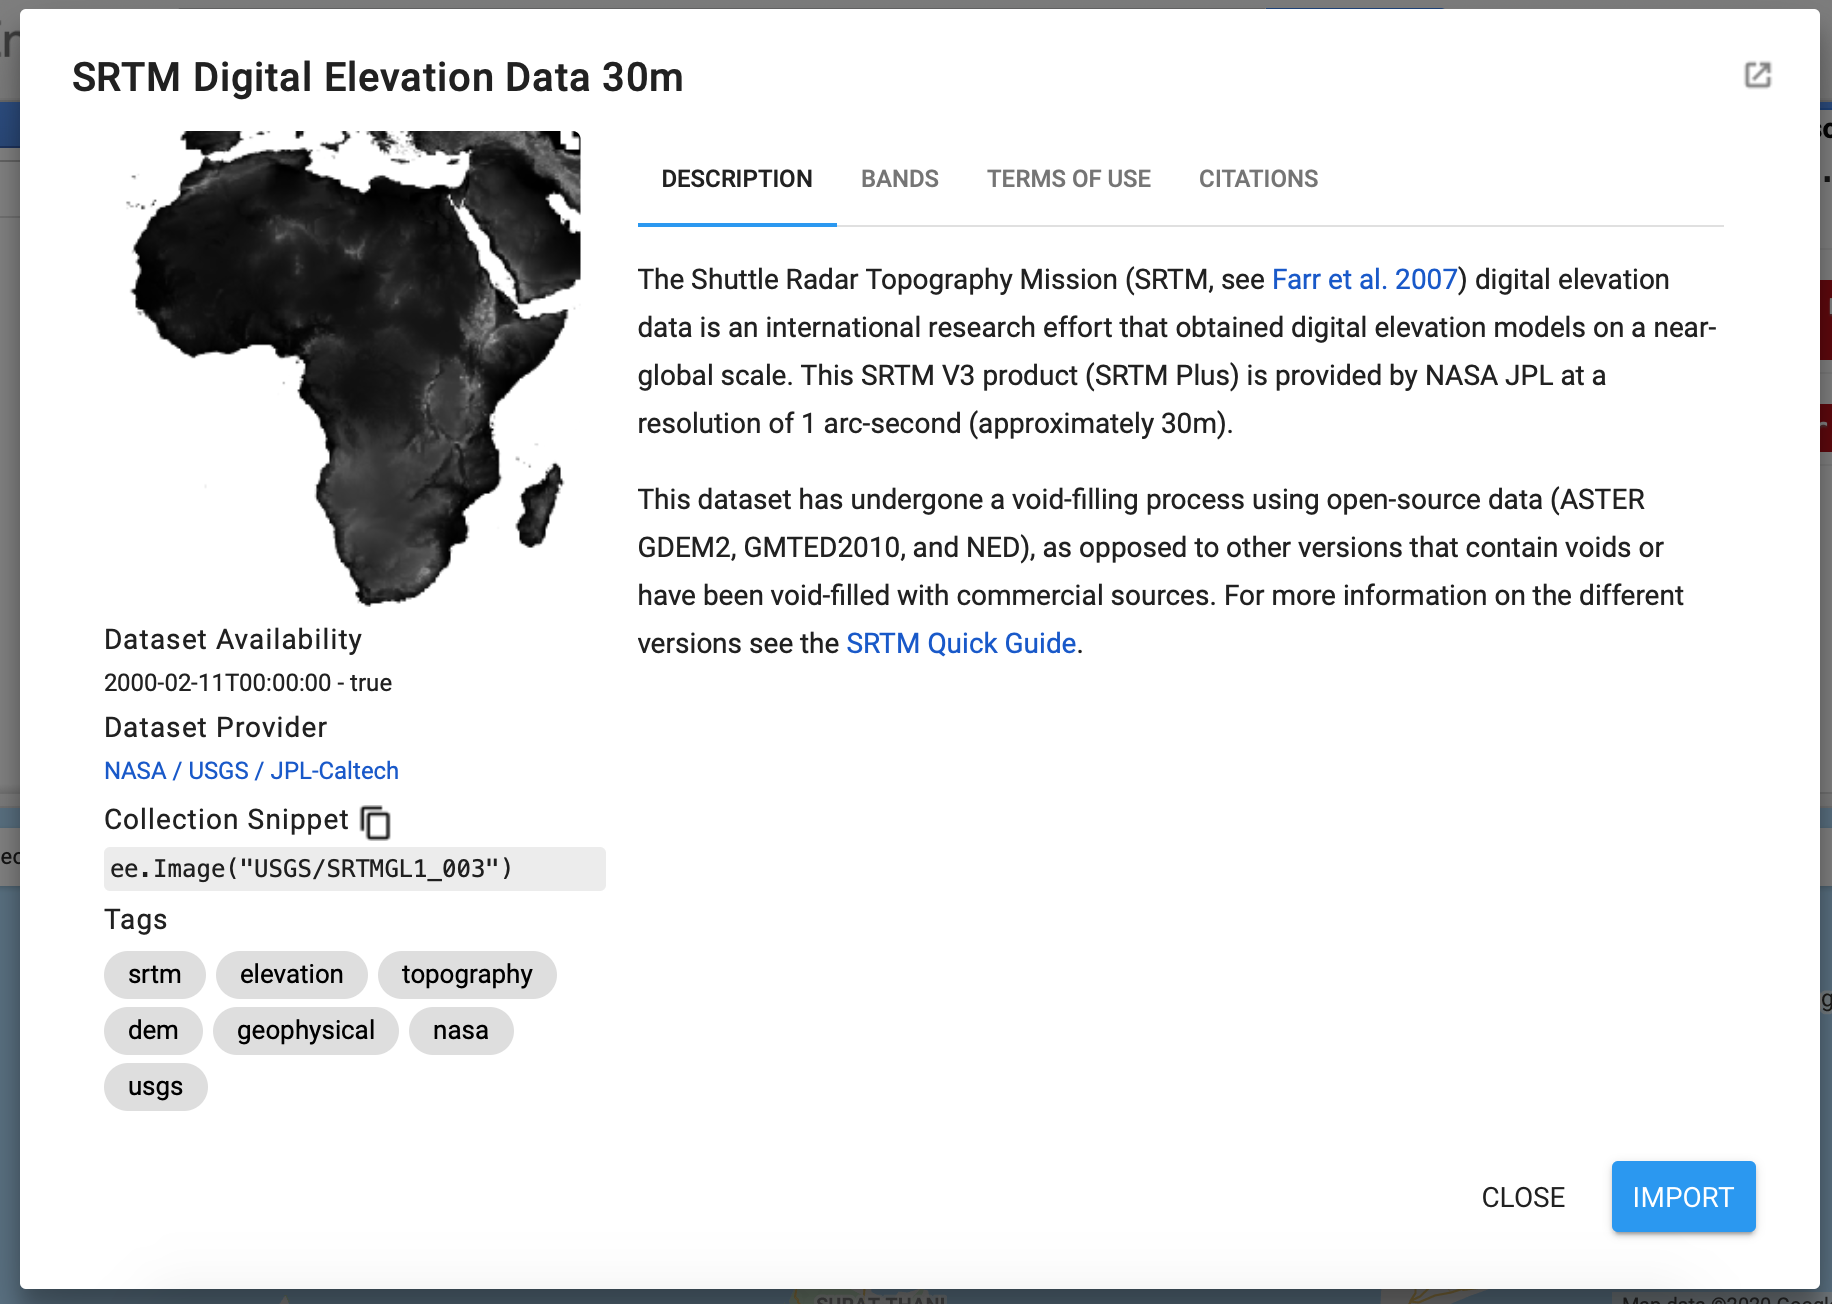 SRTM Digital Elevation Data 30m
DESCRIPTION BANDS TERMS OF USE CITATIONS
The Shuttle Radar Topography Mission (SRTM, see Farr et al. 2007) digital elevation
data is an international research effort that obtained digital elevation models on a near-
global scale. This SRTM V3 product (SRTM Plus) is provided by NASA JPL at a
resolution of 1 arc-second (approximately 30m).
This dataset has undergone a void-filling process using open-source data (ASTER
GDEM2, GMTED2010, and NED), as opposed to other versions that contain voids or
have been void-filled with commercial sources. For more information on the different
versions see the SRTM Quick Guide.
Dataset Availability
2000-02-11T00:00:00 - true
Dataset Provider
NASA / USGS / JPL-Caltech
Collection Snippet
ee.Image("USGS/SRTMGL1_003")
Tags
srtm elevation topography
dem geophysical nasa
usgs
CLOSE IMPORT